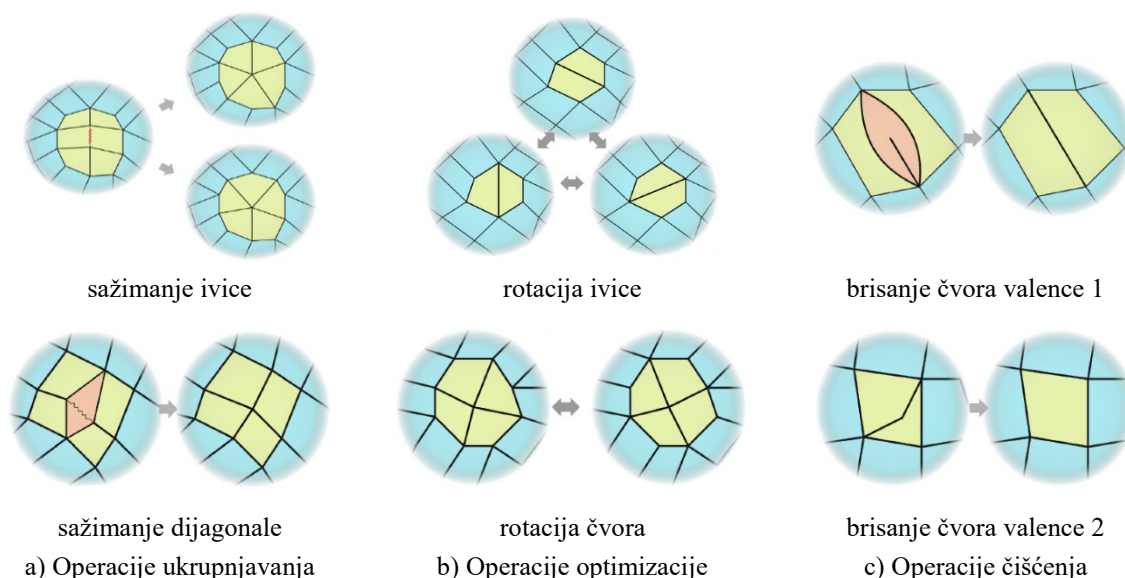 sažimanje ivice
rotacija ivice
brisanje čvora valence 1
sažimanje dijagonale
rotacija čvora
brisanje čvora valence 2
a) Operacije ukrupnjavanja
b) Operacije optimizacije
c) Operacije čišćenja